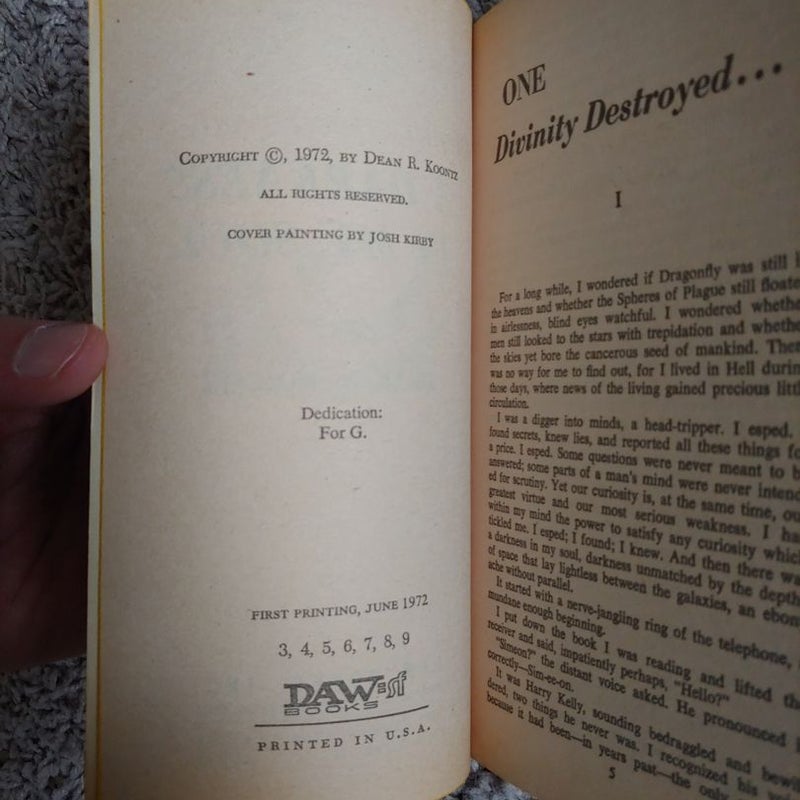 COPYRIGHT ©, 1972, BY DEAN R. KOONTZ
ALL RIGHTS RESERVED.
COVER PAINTING BY JOSH KIRBY
Dedication:
For G.
FIRST PRINTING, JUNE 1972
3, 4, 5, 6, 7, 8, 9
DAW=sf
BOOKS
PRINTED IN U.S.A.
ONE
Divinity Destroyed...
I
For a long while, I wondered if Dragonfly was still
the heavens and whether the Spheres of Plague still
in airlessness, blind eyes watchful. I wondered
men still looked to the stars with trepidation and
the skies yet bore the cancerous seed of mankind.
was no way for me to find out, for I lived in Hell
those days, where news of the living gained precious
circulation.
I was a digger into minds, a head-tripper. I esped.
found secrets, knew lies, and reported all these things
a price. I esped. Some questions were never meant to
answered; some parts of a man's mind were never
ed for scrutiny. Yet our curiosity is, at the same time,
greatest virtue and our most serious weakness. I
within my mind the power to satisfy any curiosity
tickled me. I esped; I found; I knew. And then there
a darkness in my soul, darkness unmatched by the
of space that lay lightless between the galaxies, an
ache without parallel.
It started with a nerve-jangling ring of the telephone,
mundane enough beginning.
I put down the book I was reading and lifted
receiver and said, impatiently perhaps, "Hello?"
"Simeon?" the distant voice asked. He pronounced
correctly—Sim-ee-on.
It was Harry Kelly, sounding bedraggled and
dered, two things he never was. I recognized his
because it had been—in years past—the only
5